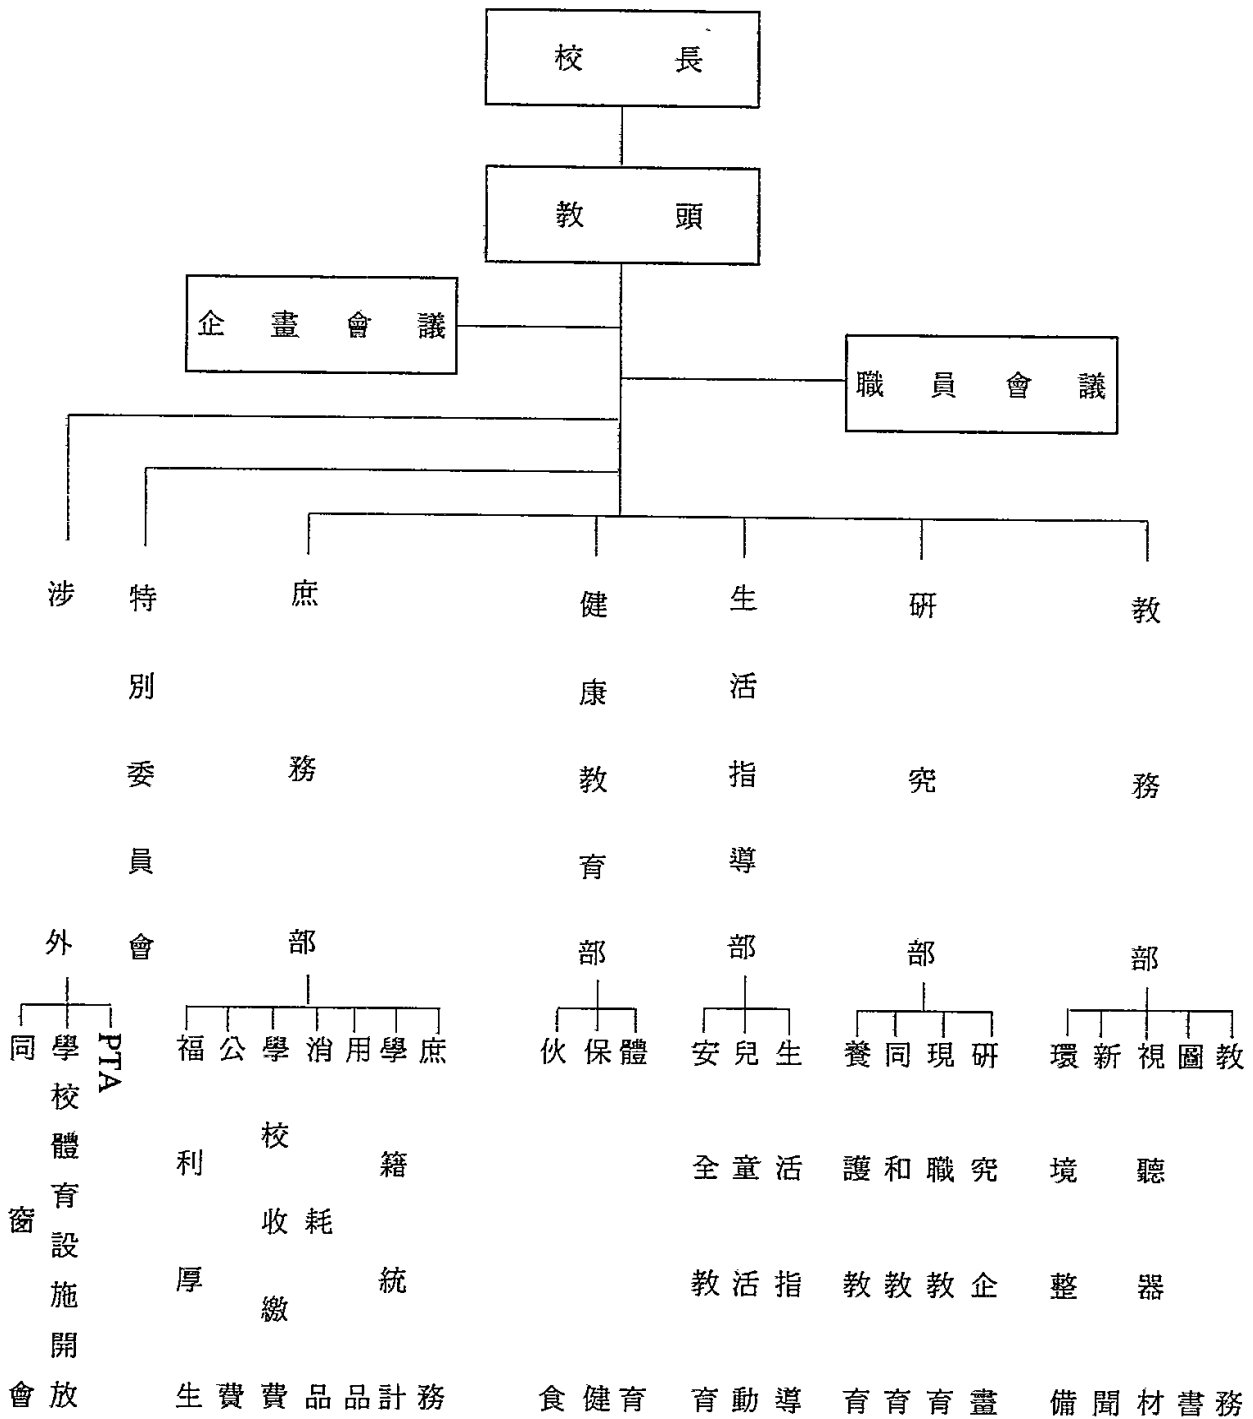 校長
教頭
企畫會議
職員會議
教務部
研究部
生活指導部
健康教育部
庶務部
特別委員會
涉外
教務
圖書
視聽器材
新聞
環境整備
研究企畫
現職教育
同和教育
養護教育
生活指導
兒童活動
安全教育
體育
保健
伙食
庶務
學籍統計
用品
消耗品
學校收繳費
公費
福利厚生
PTA
學校體育設施開放
同窗會